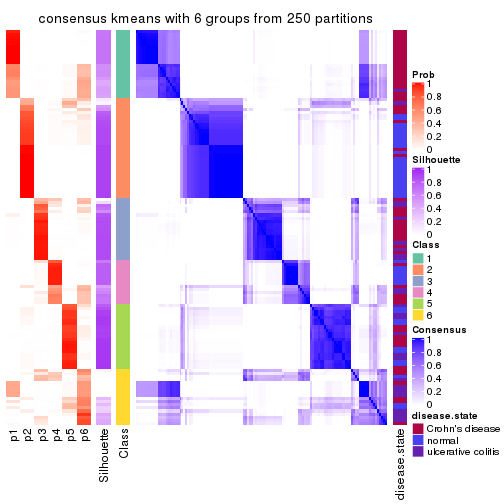 consensus kmeans with 6 groups from 250 partitions
Prob
1
0.8
0.6
0.4
0.2
0
Silhouette
1
0.8
0.6
0.4
0.2
0
Class
1
2
3
4
5
6
Consensus
1
0.8
0.6
0.4
0.2
0
disease.state
Crohn's disease
normal
ulcerative colitis
p1
p2
p3
p4
p5
p6
Silhouette
Class
disease.state